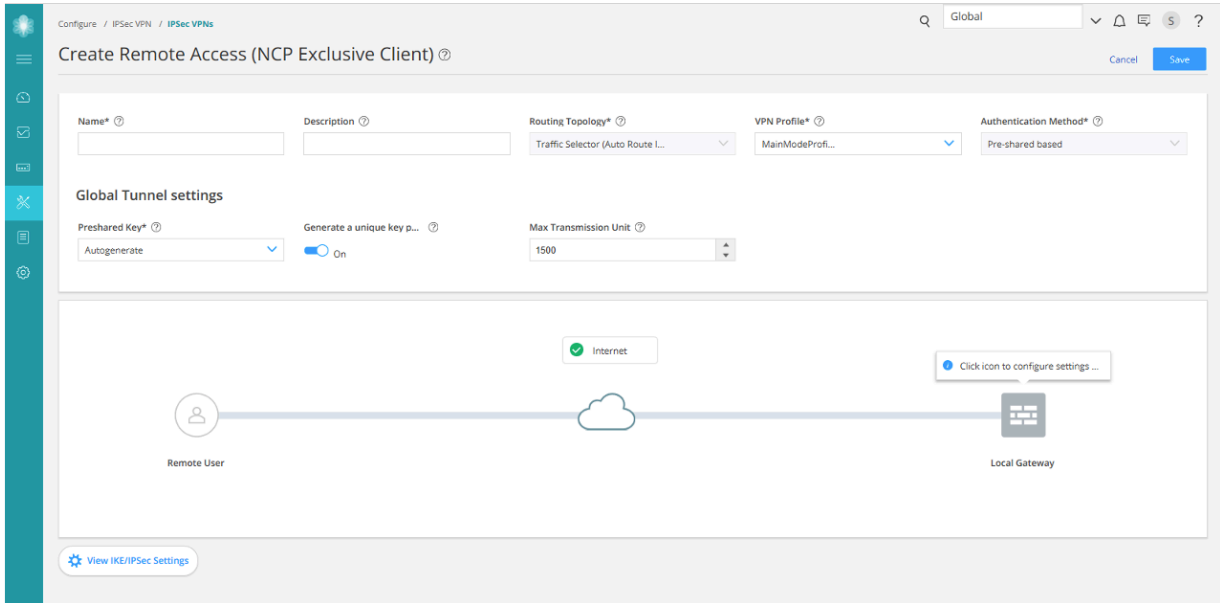 Configure / IPSec VPN / IPSec VPNs
Global
S
?
Create Remote Access (NCP Exclusive Client) ?
Cancel
Save
Name* ?
Description ?
Routing Topology* ?
VPN Profile* ?
Authentication Method* ?
Traffic Selector (Auto Route I...
MainModeProfi...
Pre-shared based
Global Tunnel settings
Preshared Key* ?
Generate a unique key p... ?
Max Transmission Unit ?
Autogenerate
On
1500
Internet
Click icon to configure settings ...
Remote User
Local Gateway
View IKE/IPSec Settings